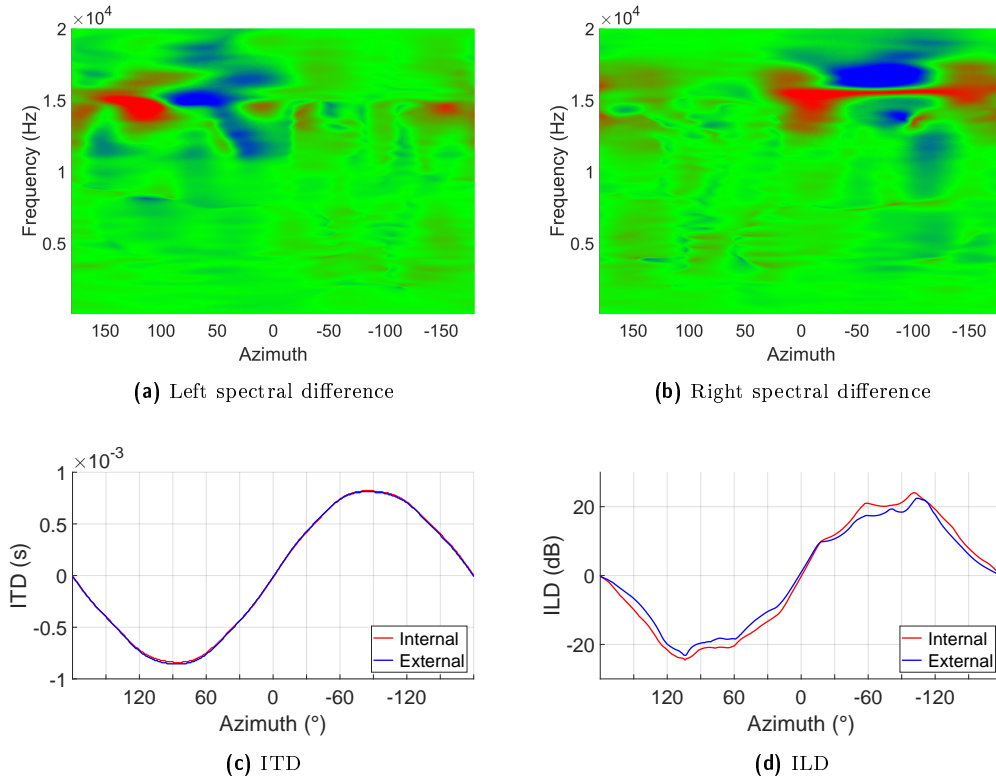 ×10⁴
2
1.5
1
0.5
Frequency (Hz)
150 100 50 0 -50 -100 -150
Azimuth
(a) Left spectral difference
×10⁴
2
1.5
1
0.5
Frequency (Hz)
150 100 50 0 -50 -100 -150
Azimuth
(b) Right spectral difference
×10⁻³
1
0.5
0
-0.5
-1
ITD (s)
Internal
External
120 60 0 -60 -120
Azimuth (°)
(c) ITD
20
0
-20
ILD (dB)
Internal
External
120 60 0 -60 -120
Azimuth (°)
(d) ILD